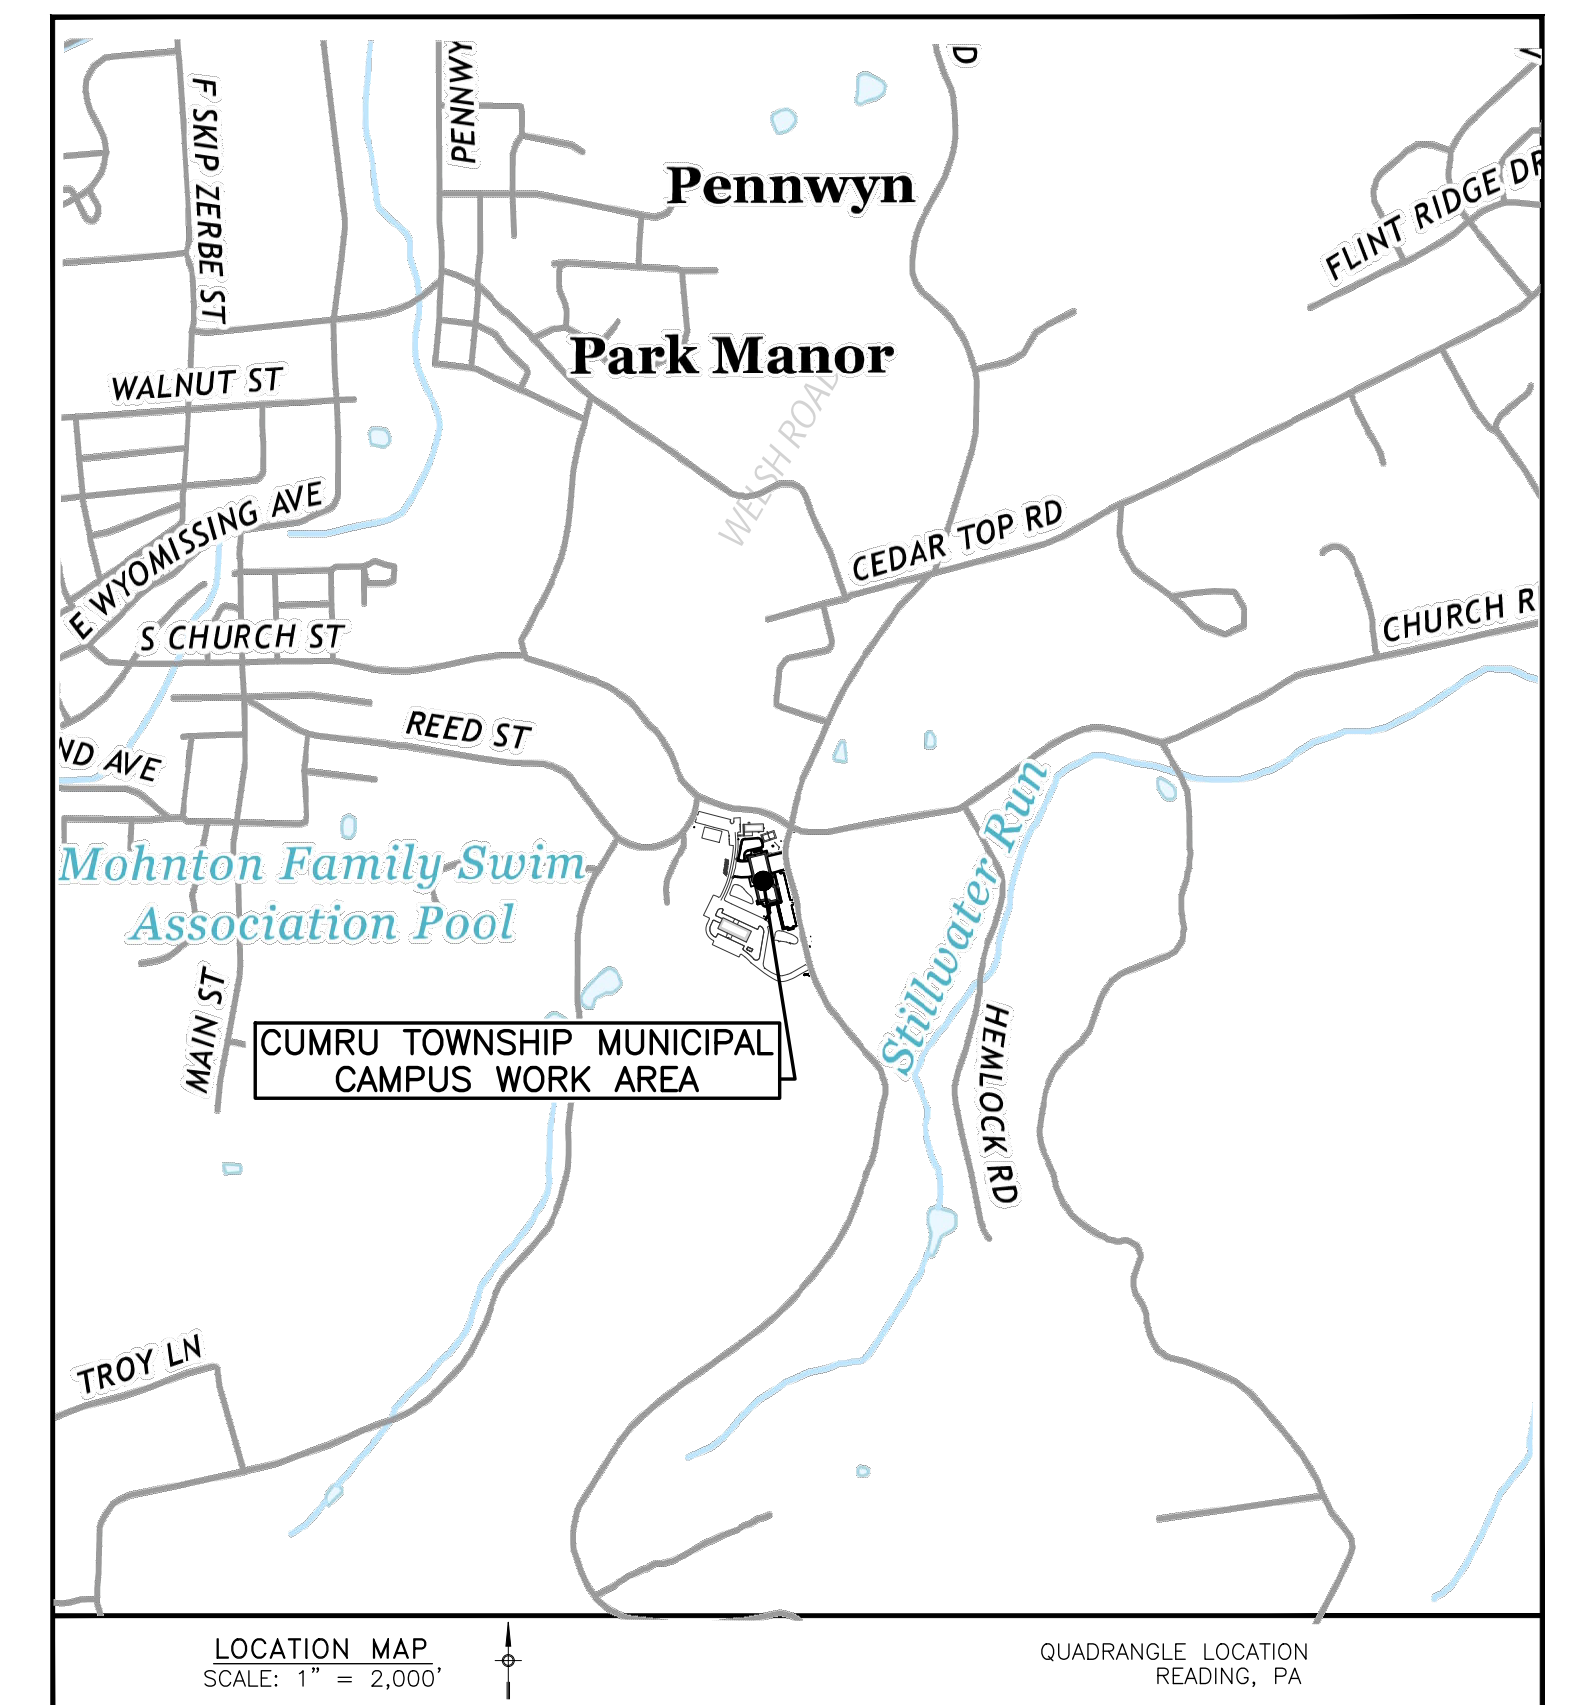 D
PENNWY
F SKIP ZERBE ST
Pennwyn
FLINT RIDGE DR
Park Manor
WALNUT ST
WELSH ROAD
E WYOMISSING AVE
CEDAR TOP RD
S CHURCH ST
CHURCH R
REED ST
ND AVE
Stillwater Run
Mohnton Family Swim
Association Pool
MAIN ST
HEMLOCK RD
CUMRU TOWNSHIP MUNICIPAL
CAMPUS WORK AREA
TROY LN
LOCATION MAP
SCALE: 1" = 2,000'
QUADRANGLE LOCATION
READING, PA